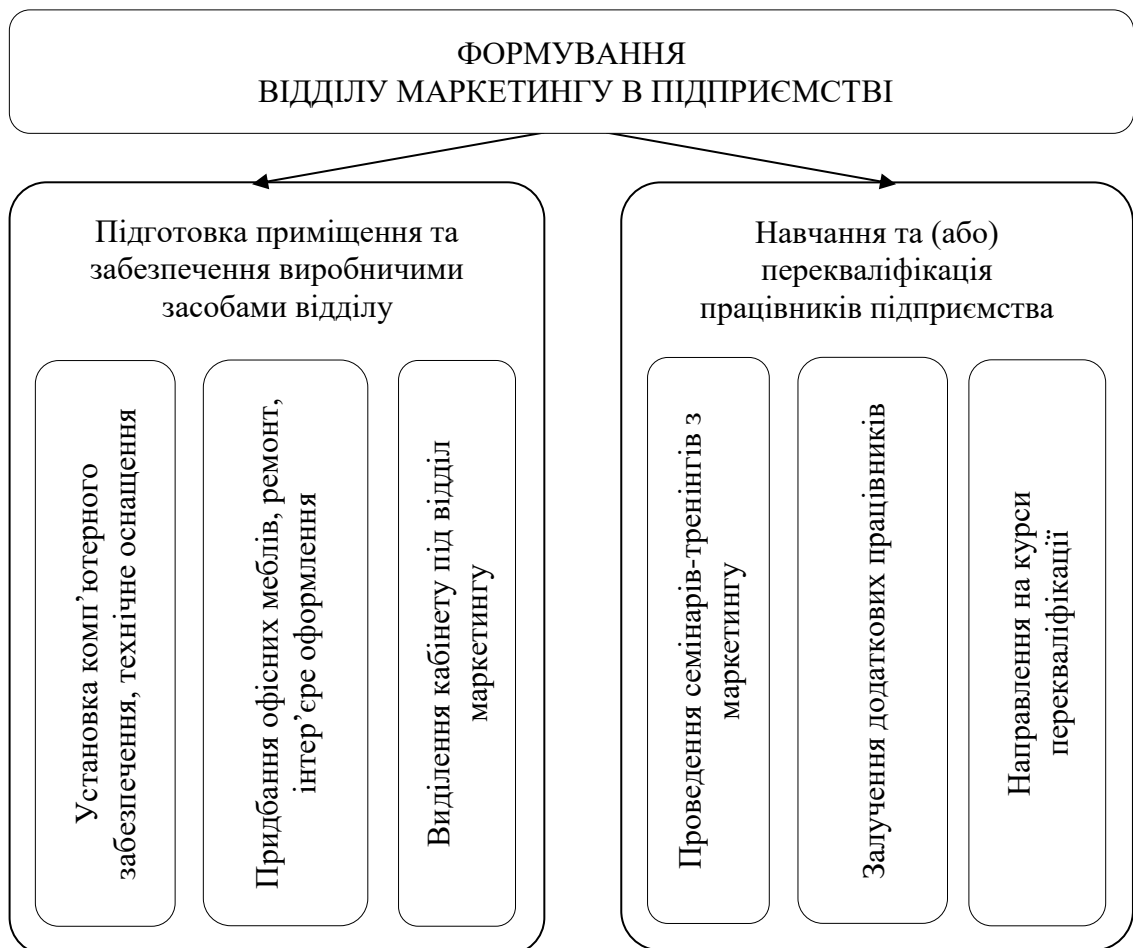 ФОРМУВАННЯ
ВІДДІЛУ МАРКЕТИНГУ В ПІДПРИЄМСТВІ
Підготовка приміщення та
забезпечення виробничими
засобами відділу
Установка комп’ютерного
забезпечення, технічне оснащення
Придбання офісних меблів, ремонт,
інтер’єре оформлення
Виділення кабінету під відділ
маркетингу
Навчання та (або)
перекваліфікація
працівників підприємства
Проведення семінарів-тренінгів з
маркетингу
Залучення додаткових працівників
Направлення на курси
перекваліфікації